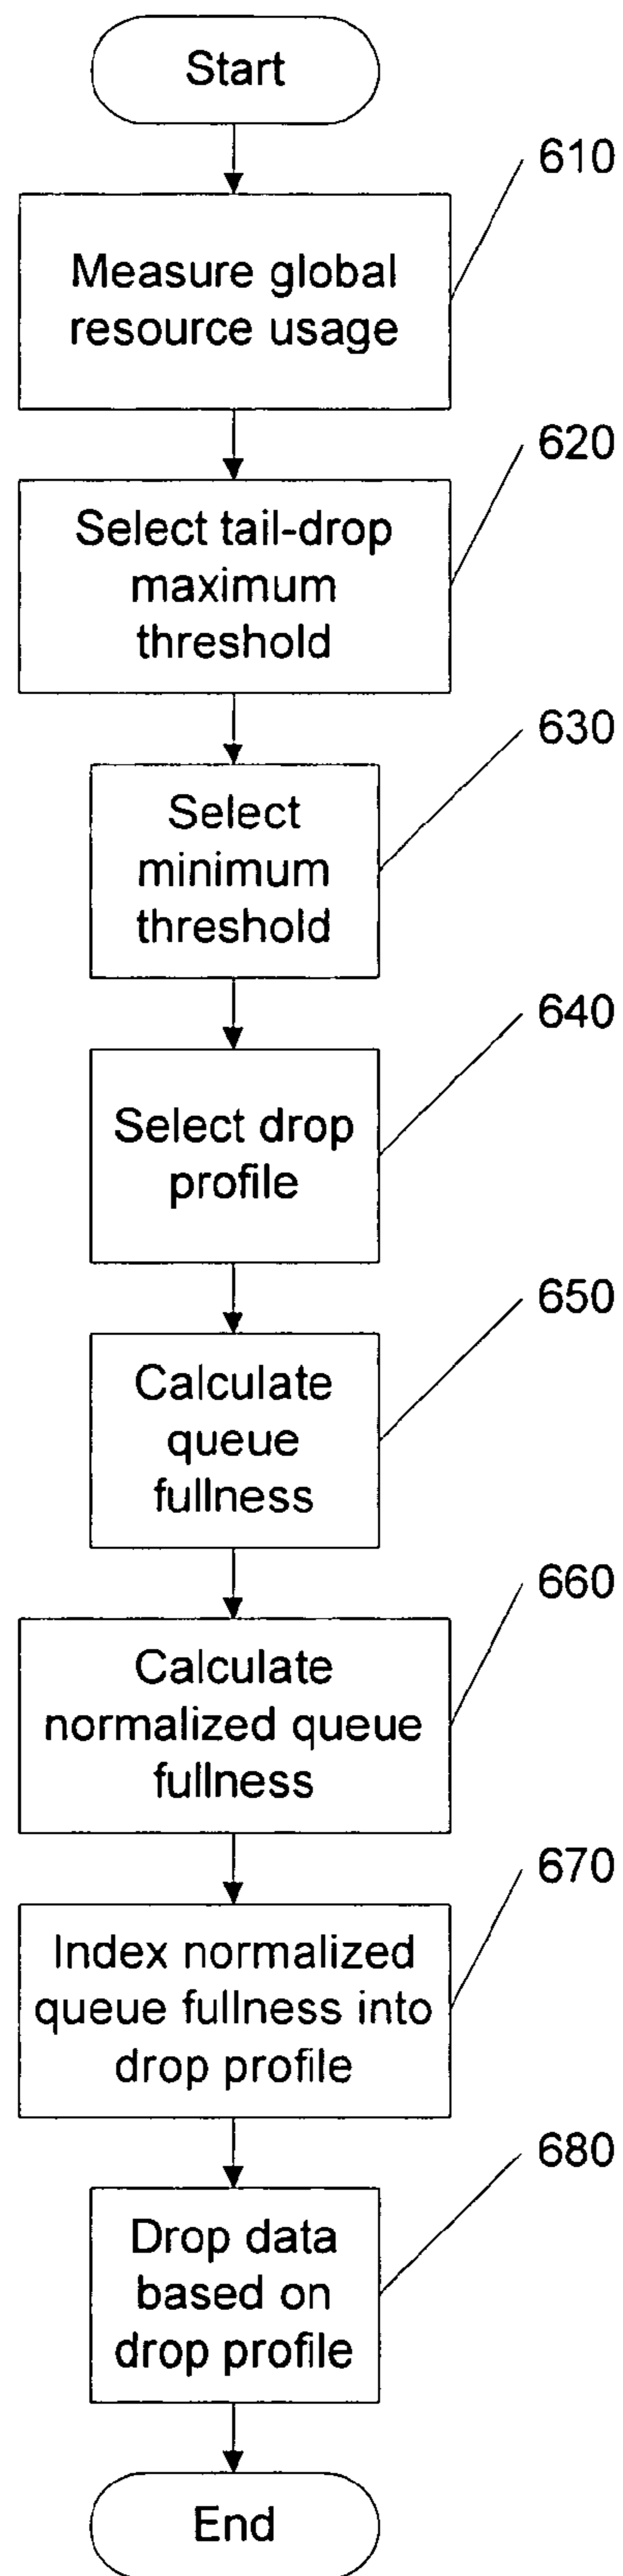 Start
610
Measure global
resource usage
620
Select tail-drop
maximum
threshold
630
Select
minimum
threshold
640
Select drop
profile
650
Calculate
queue
fullness
660
Calculate
normalized queue
fullness
670
Index normalized
queue fullness into
drop profile
680
Drop data
based on
drop profile
End